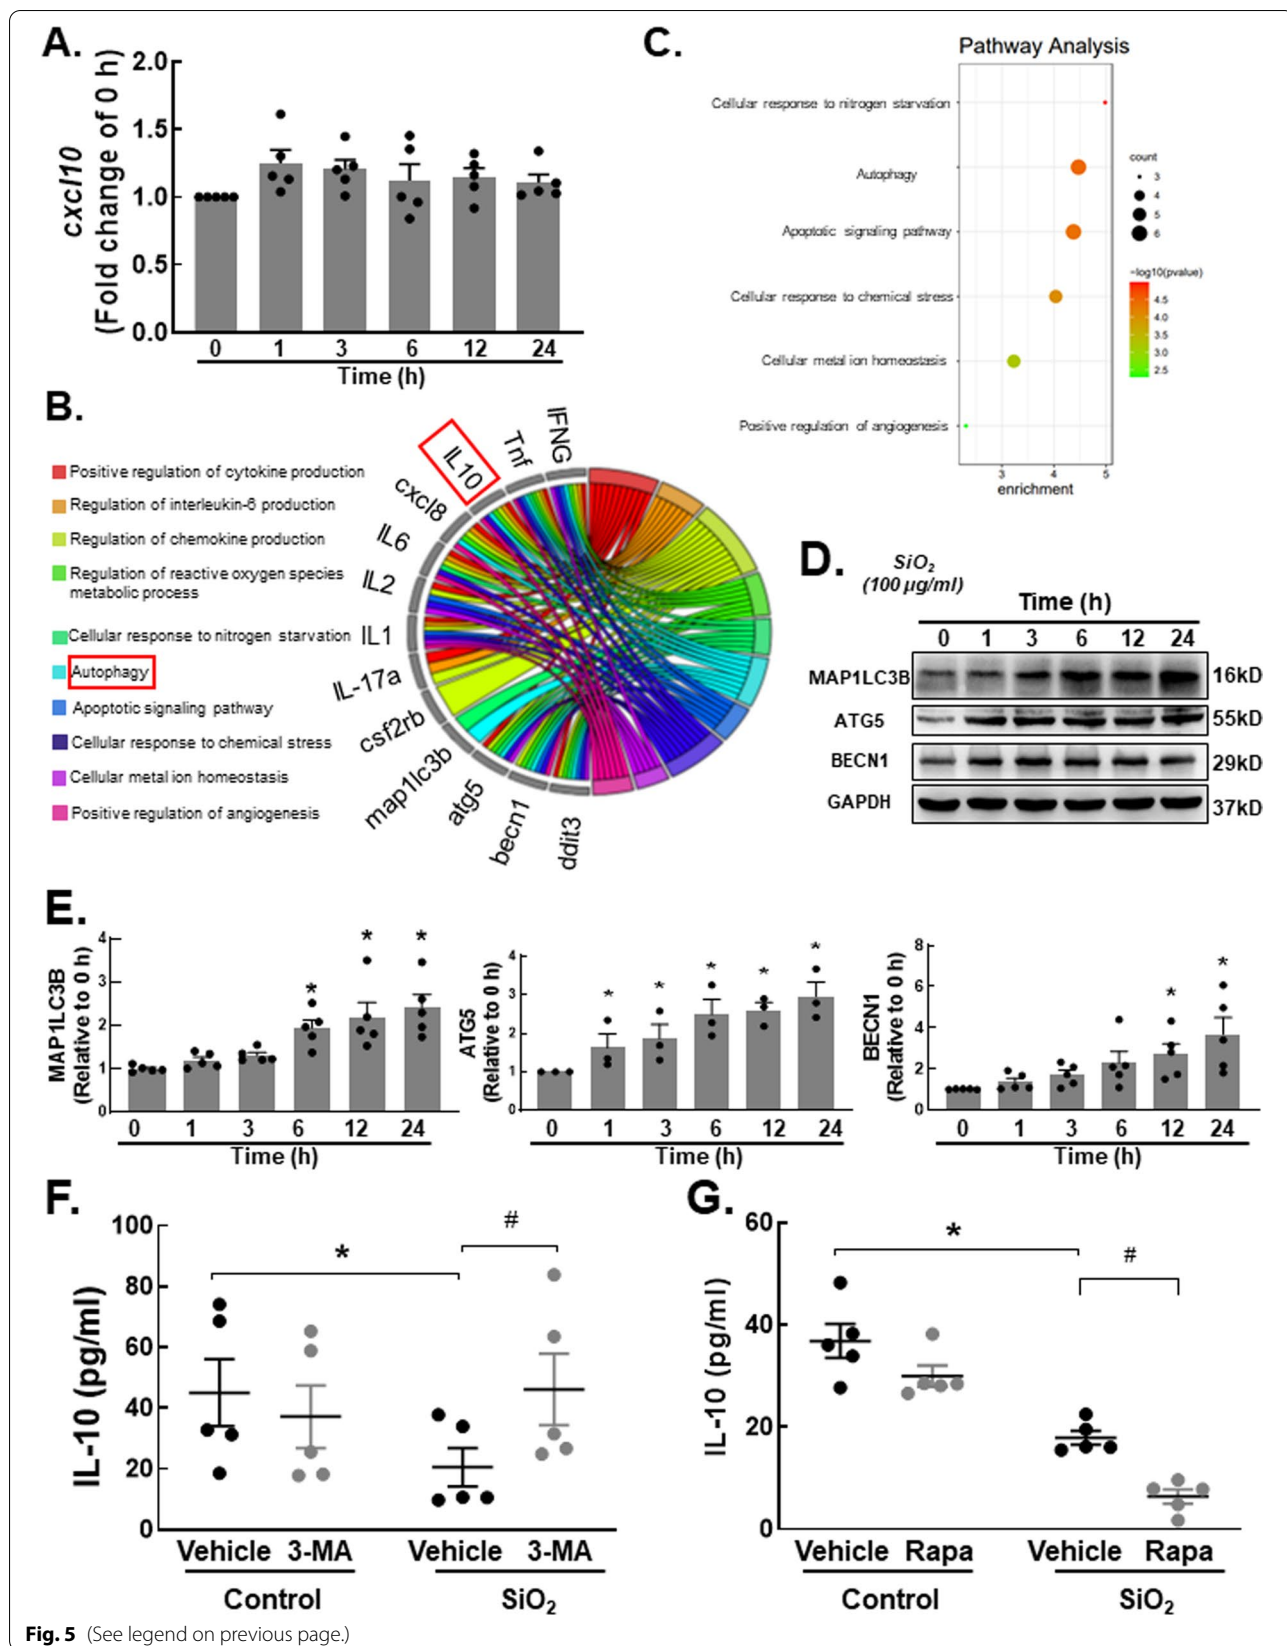 A.
cxcl10
(Fold change of 0 h)
2.0
1.5
1.0
0.5
0.0
0 1 3 6 12 24
Time (h)
C.
Pathway Analysis
Cellular response to nitrogen starvation
Autophagy
Apoptotic signaling pathway
Cellular response to chemical stress
Cellular metal ion homeostasis
Positive regulation of angiogenesis
3 4 5
enrichment
count
3
4
5
6
−log10(pvalue)
4.5
4.0
3.5
3.0
2.5
B.
Positive regulation of cytokine production
Regulation of interleukin-6 production
Regulation of chemokine production
Regulation of reactive oxygen species
metabolic process
Cellular response to nitrogen starvation
Autophagy
Apoptotic signaling pathway
Cellular response to chemical stress
Cellular metal ion homeostasis
Positive regulation of angiogenesis
IFNG
Tnf
IL10
cxcl8
IL6
IL2
IL1
IL-17a
csf2rb
map1lc3b
atg5
becn1
ddit3
D.
SiO2
(100 μg/ml)
Time (h)
0 1 3 6 12 24
MAP1LC3B 16kD
ATG5 55kD
BECN1 29kD
GAPDH 37kD
E.
MAP1LC3B
(Relative to 0 h)
4
3
2
1
0
* * *
0 1 3 6 12 24
Time (h)
ATG5
(Relative to 0 h)
4
3
2
1
0
* * * * *
0 1 3 6 12 24
Time (h)
BECN1
(Relative to 0 h)
8
6
4
2
0
* *
0 1 3 6 12 24
Time (h)
F.
IL-10 (pg/ml)
100
80
60
40
20
0
* #
Vehicle 3-MA Vehicle 3-MA
Control SiO2
G.
IL-10 (pg/ml)
60
40
20
0
* #
Vehicle Rapa Vehicle Rapa
Control SiO2
Fig. 5 (See legend on previous page.)